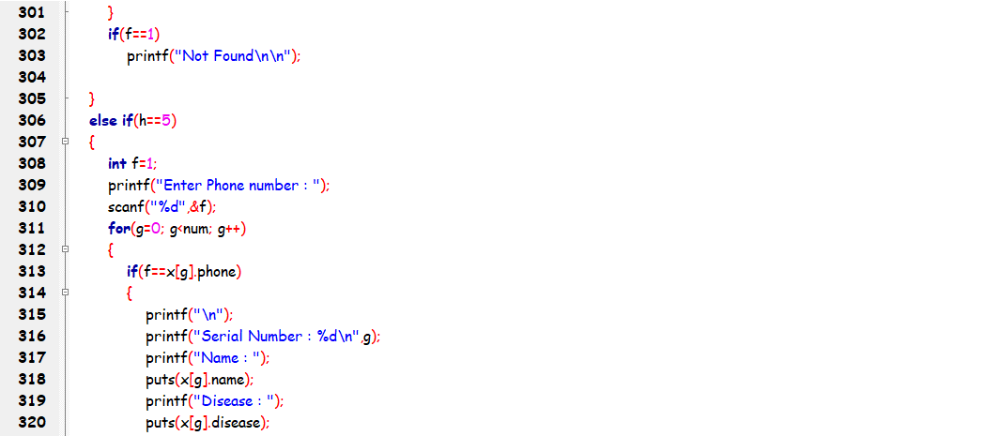 301 }
302 if(f==1)
303 printf("Not Found\n\n");
304
305 }
306 else if(h==5)
307 {
308 int f=1;
309 printf("Enter Phone number : ");
310 scanf("%d",&f);
311 for(g=0; g<num; g++)
312 {
313 if(f==x[g].phone)
314 {
315 printf("\n");
316 printf("Serial Number : %d\n",g);
317 printf("Name : ");
318 puts(x[g].name);
319 printf("Disease : ");
320 puts(x[g].disease);